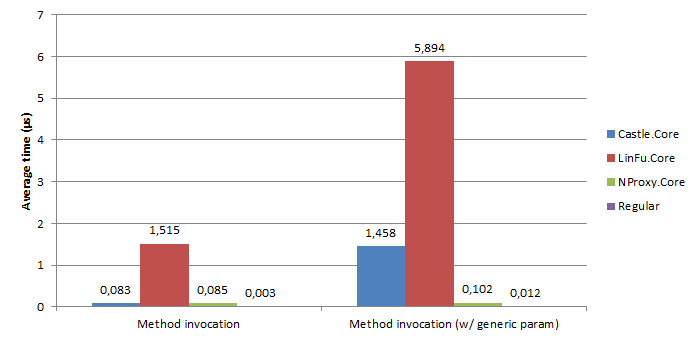 7
6
5
4
3
2
1
0
Average time (µs)
0,083
1,515
0,085
0,003
1,458
5,894
0,102
0,012
Method invocation
Method invocation (w/ generic param)
Castle.Core
LinFu.Core
NProxy.Core
Regular